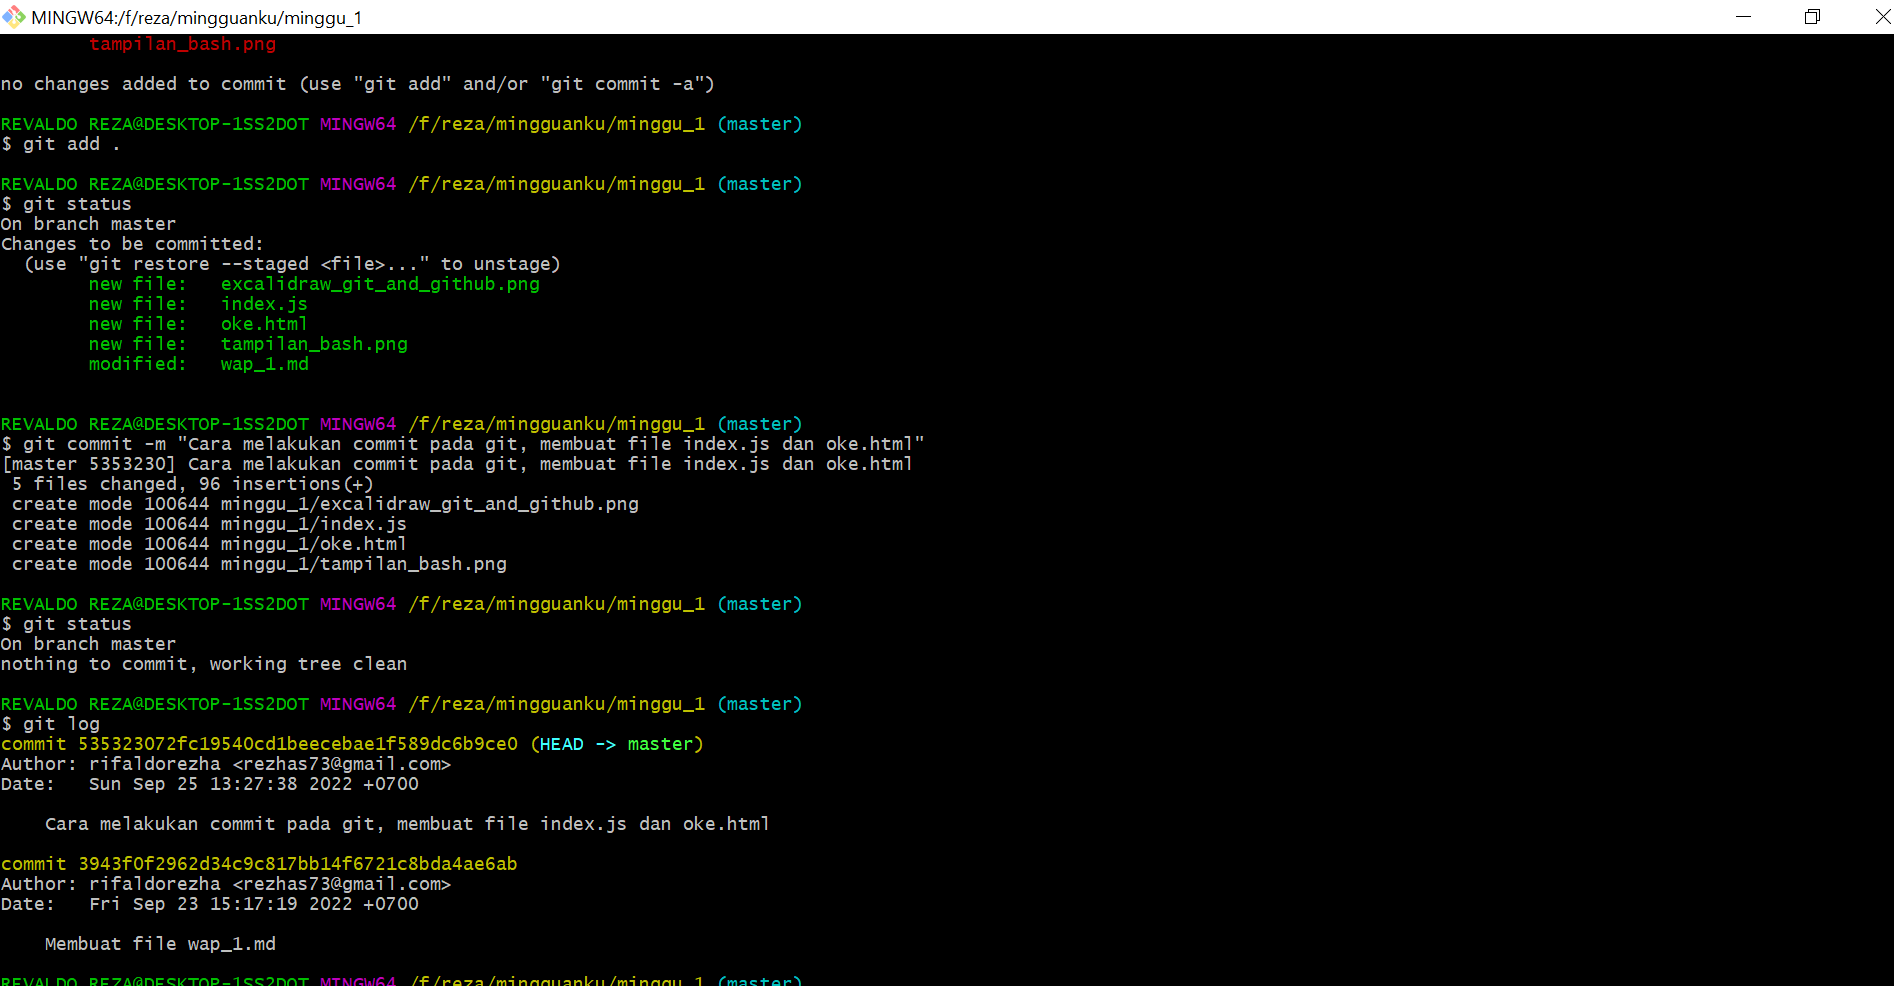 MINGW64:/f/reza/mingguanku/minggu_1
tampilan_bash.png
no changes added to commit (use "git add" and/or "git commit -a")
REVALDO REZA@DESKTOP-1SS2DOT MINGW64 /f/reza/mingguanku/minggu_1 (master)
$ git add .
REVALDO REZA@DESKTOP-1SS2DOT MINGW64 /f/reza/mingguanku/minggu_1 (master)
$ git status
On branch master
Changes to be committed:
(use "git restore --staged <file>..." to unstage)
new file:   excalidraw_git_and_github.png
new file:   index.js
new file:   oke.html
new file:   tampilan_bash.png
modified:   wap_1.md
REVALDO REZA@DESKTOP-1SS2DOT MINGW64 /f/reza/mingguanku/minggu_1 (master)
$ git commit -m "Cara melakukan commit pada git, membuat file index.js dan oke.html"
[master 5353230] Cara melakukan commit pada git, membuat file index.js dan oke.html
5 files changed, 96 insertions(+)
create mode 100644 minggu_1/excalidraw_git_and_github.png
create mode 100644 minggu_1/index.js
create mode 100644 minggu_1/oke.html
create mode 100644 minggu_1/tampilan_bash.png
REVALDO REZA@DESKTOP-1SS2DOT MINGW64 /f/reza/mingguanku/minggu_1 (master)
$ git status
On branch master
nothing to commit, working tree clean
REVALDO REZA@DESKTOP-1SS2DOT MINGW64 /f/reza/mingguanku/minggu_1 (master)
$ git log
commit 535323072fc19540cd1beecebae1f589dc6b9ce0 (HEAD -> master)
Author: rifaldorezha <rezhas73@gmail.com>
Date:   Sun Sep 25 13:27:38 2022 +0700
Cara melakukan commit pada git, membuat file index.js dan oke.html
commit 3943f0f2962d34c9c817bb14f6721c8bda4ae6ab
Author: rifaldorezha <rezhas73@gmail.com>
Date:   Fri Sep 23 15:17:19 2022 +0700
Membuat file wap_1.md
REVALDO REZA@DESKTOP-1SS2DOT MINGW64 /f/reza/mingguanku/minggu_1 (master)